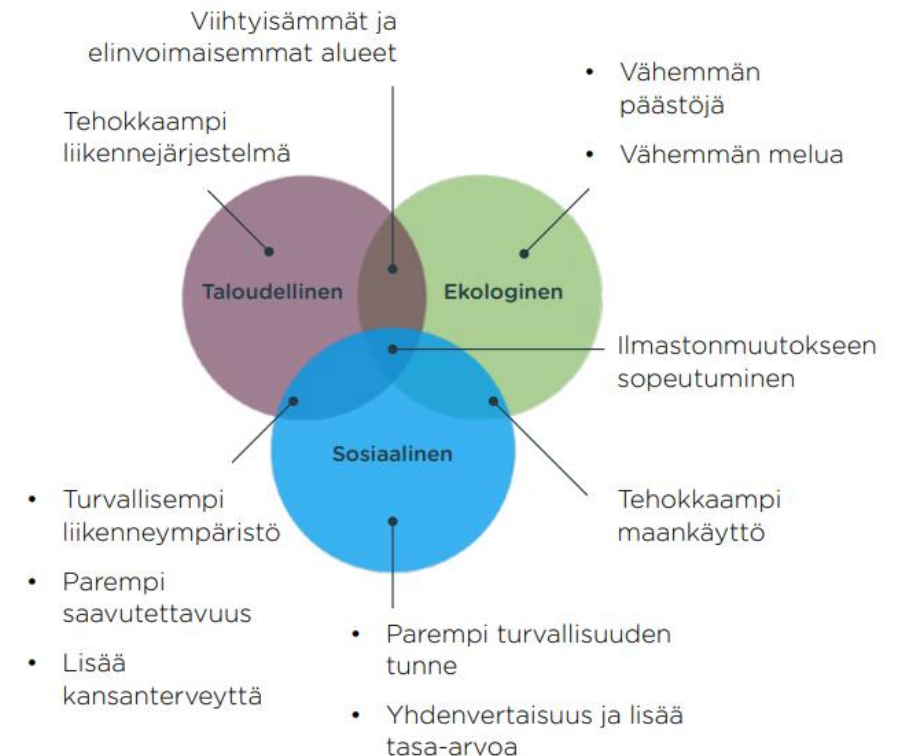 Viihtyisämmät ja
elinvoimaisemmat alueet
• Vähemmän
päästöjä
• Vähemmän melua
Tehokkaampi
liikennejärjestelmä
Taloudellinen
Ekologinen
Ilmastonmuutokseen
sopeutuminen
Sosiaalinen
Tehokkaampi
maankäyttö
• Turvallisempi
liikenneympäristö
• Parempi
saavutettavuus
• Lisää
kansanterveyttä
• Parempi turvallisuuden
tunne
• Yhdenvertaisuus ja lisää
tasa-arvoa